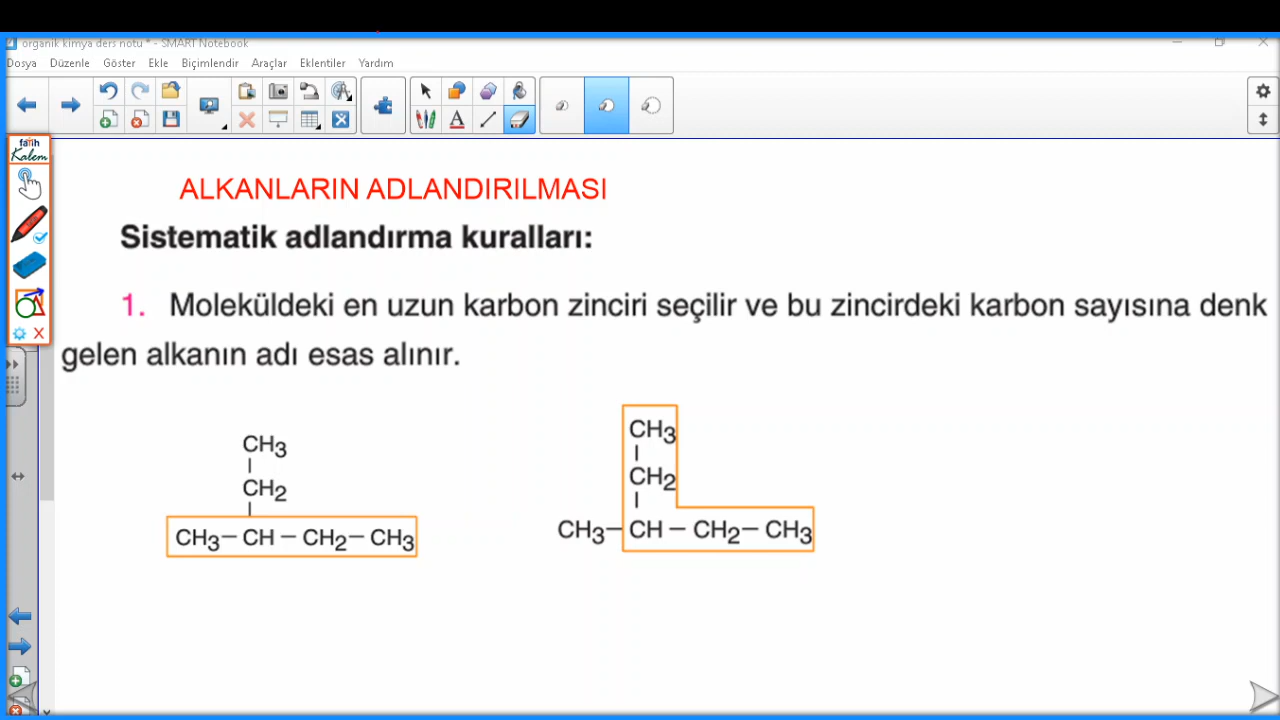 organik kimya ders notu * - SMART Notebook
Dosya Düzenle Göster Ekle Biçimlendir Araçlar Eklentiler Yardım
fatih
Kalem
ALKANLARIN ADLANDIRILMASI
Sistematik adlandırma kuralları:
1. Moleküldeki en uzun karbon zinciri seçilir ve bu zincirdeki karbon sayısına denk
gelen alkanın adı esas alınır.
CH3
CH2
CH3 – CH – CH2 – CH3
CH3
CH2
CH3 – CH – CH2 – CH3